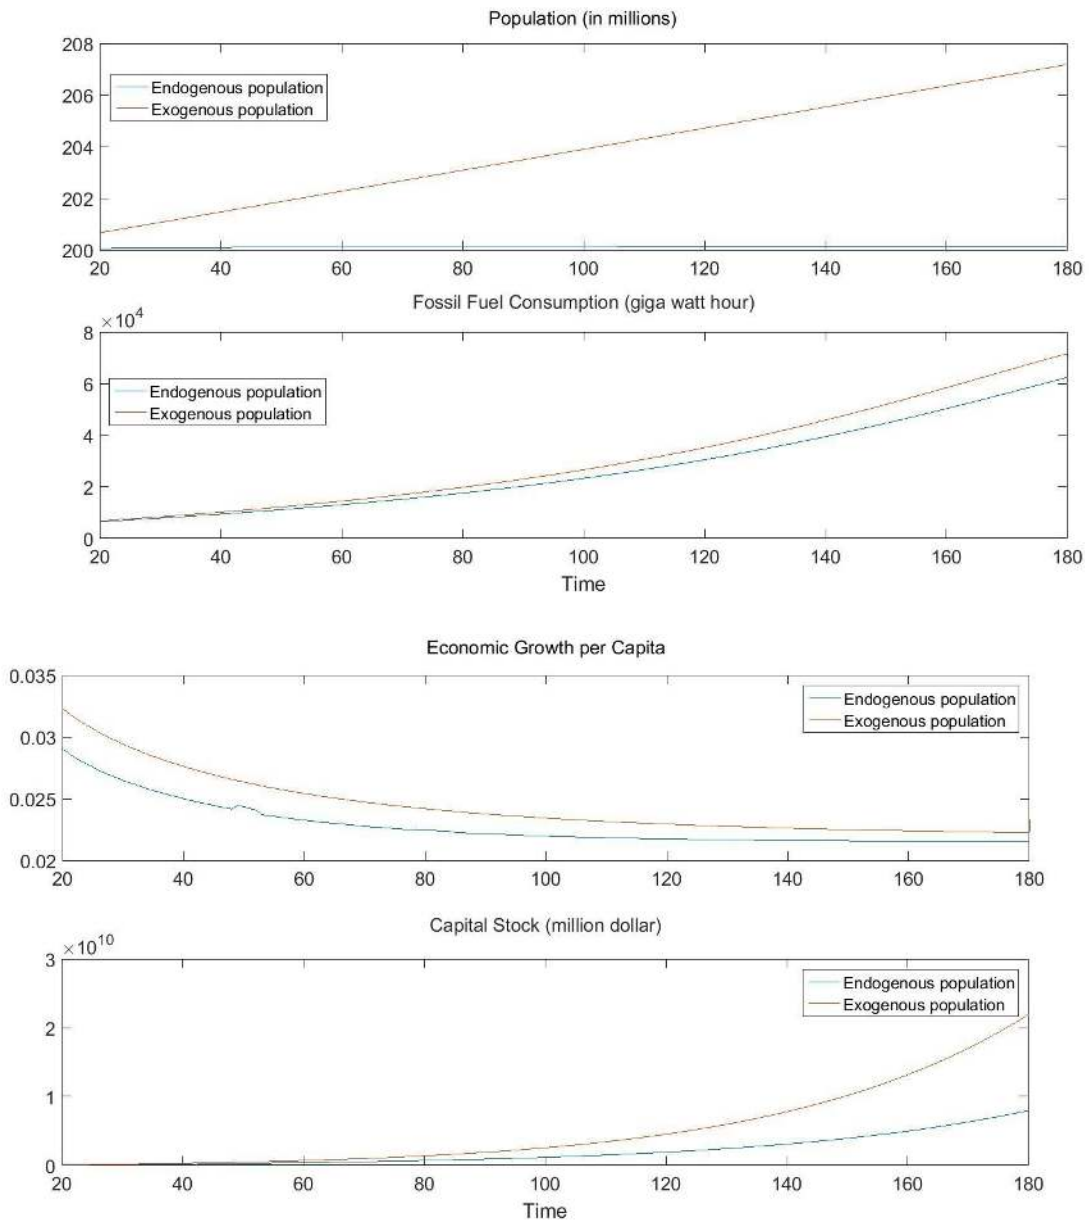 Population (in millions)
208
206
204
202
200
Endogenous population
Exogenous population
20 40 60 80 100 120 140 160 180
Fossil Fuel Consumption (giga watt hour)
×10^4
8
6
4
2
0
Endogenous population
Exogenous population
20 40 60 80 100 120 140 160 180
Time
Economic Growth per Capita
0.035
0.03
0.025
0.02
Endogenous population
Exogenous population
20 40 60 80 100 120 140 160 180
Capital Stock (million dollar)
×10^10
3
2
1
0
Endogenous population
Exogenous population
20 40 60 80 100 120 140 160 180
Time